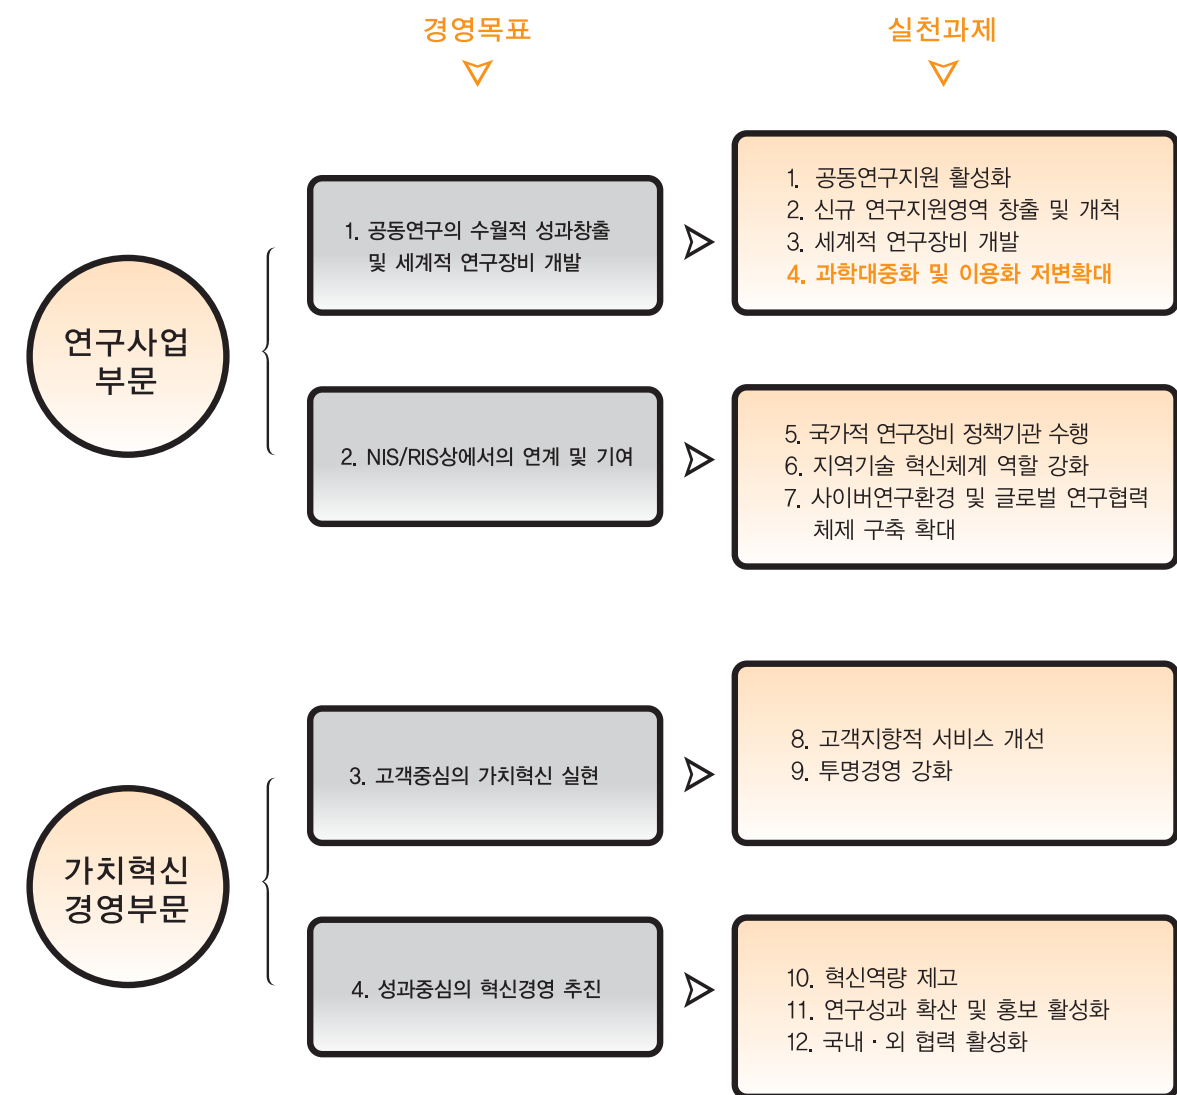 경영목표
실천과제
연구사업
부문
1. 공동연구의 수월적 성과창출
및 세계적 연구장비 개발
1. 공동연구지원 활성화
2. 신규 연구지원영역 창출 및 개척
3. 세계적 연구장비 개발
4. 과학대중화 및 이용화 저변확대
2. NIS/RIS상에서의 연계 및 기여
5. 국가적 연구장비 정책기관 수행
6. 지역기술 혁신체계 역할 강화
7. 사이버연구환경 및 글로벌 연구협력
체제 구축 확대
가치혁신
경영부문
3. 고객중심의 가치혁신 실현
8. 고객지향적 서비스 개선
9. 투명경영 강화
4. 성과중심의 혁신경영 추진
10. 혁신역량 제고
11. 연구성과 확산 및 홍보 활성화
12. 국내 · 외 협력 활성화